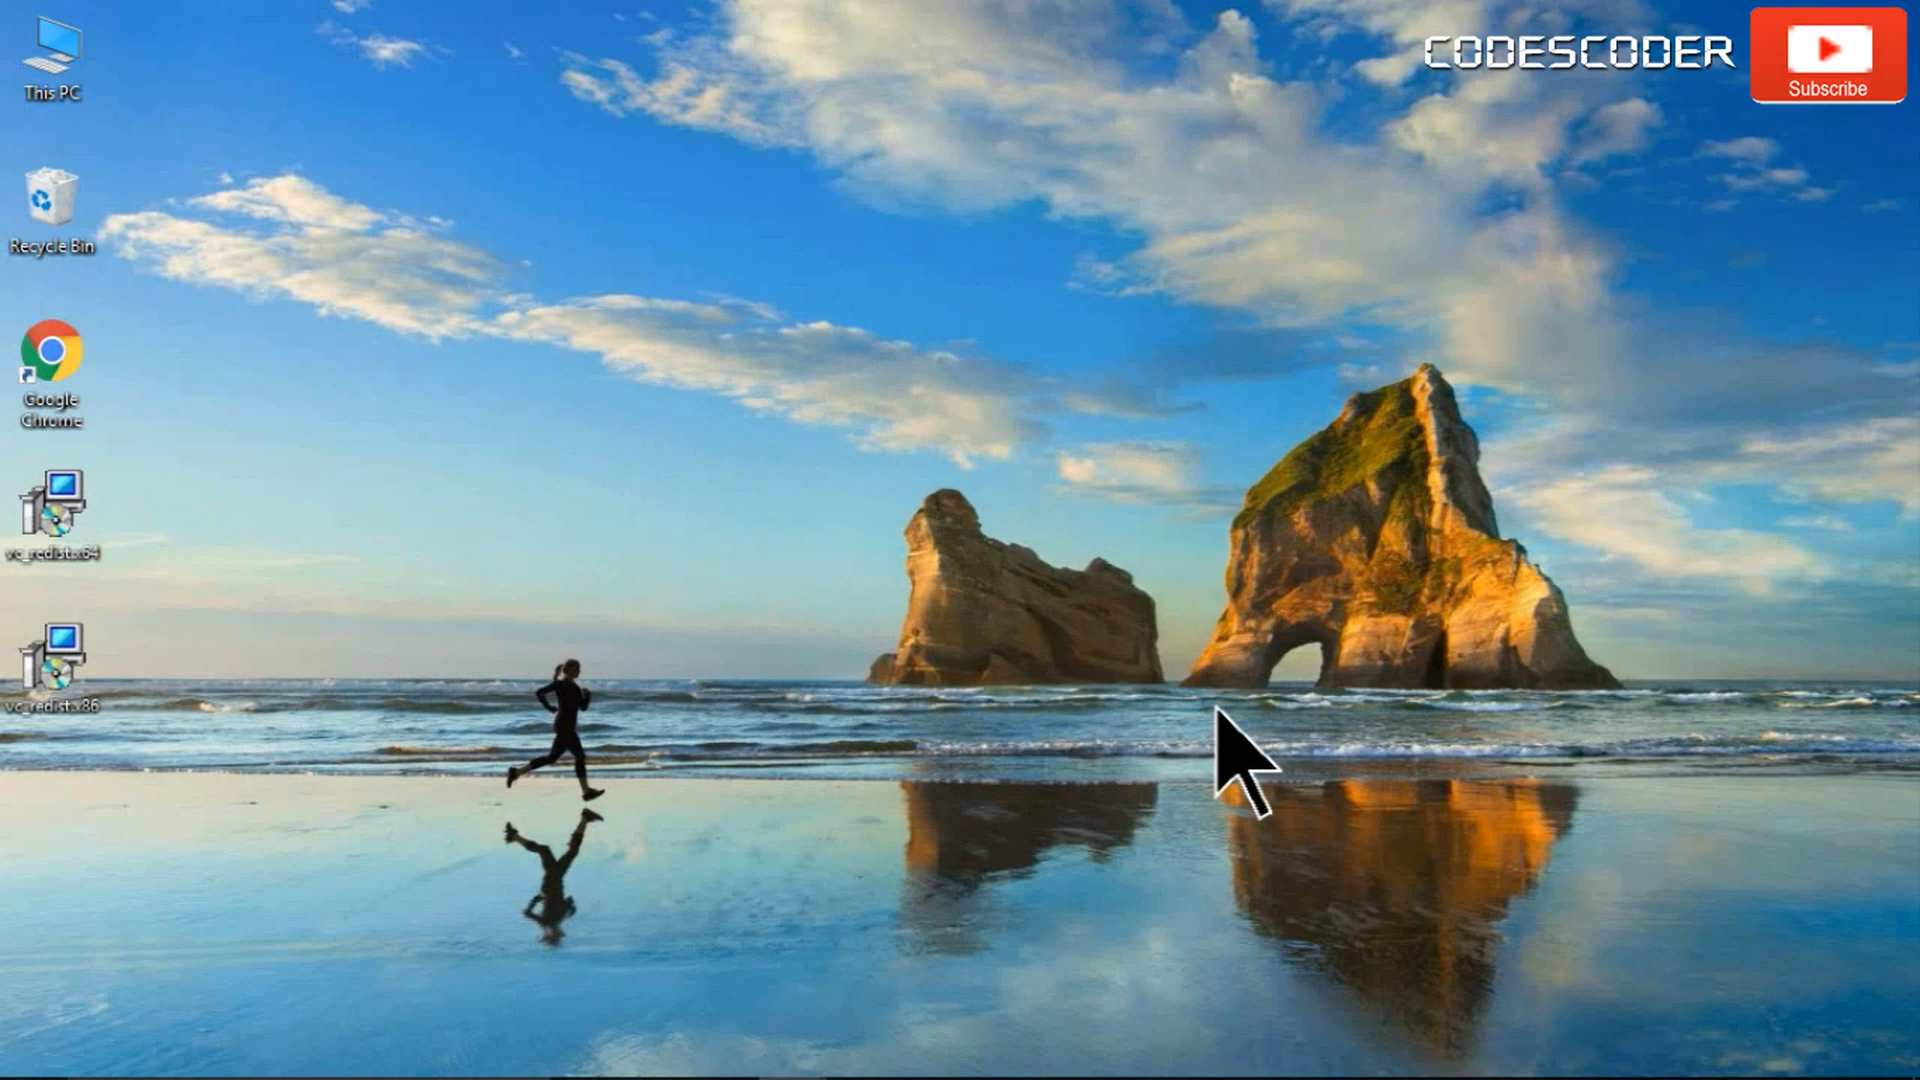 CODESCODER
Subscribe
This PC
Recycle Bin
Google
Chrome
vc_redist.x64
vc_redist.x86